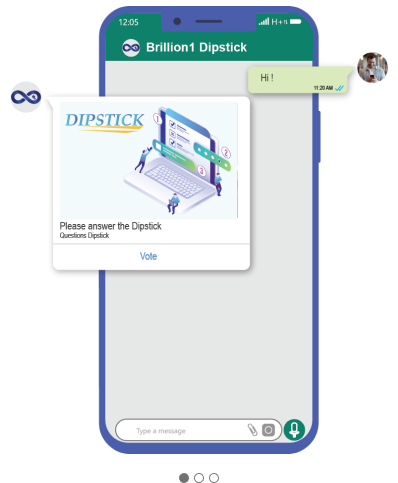 12:05
H+
Brillion1 Dipstick
Hi !
11:20 AM
DIPSTICK
1
2
3
Please answer the Dipstick
Questions Dipstick
Vote
Type a message